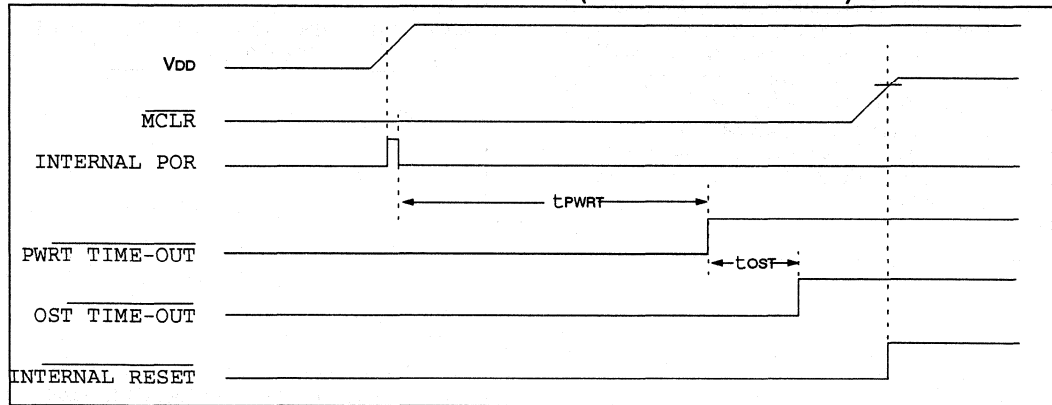 VDD
MCLR
INTERNAL POR
tPWRT
PWRT TIME-OUT
tOST
OST TIME-OUT
INTERNAL RESET